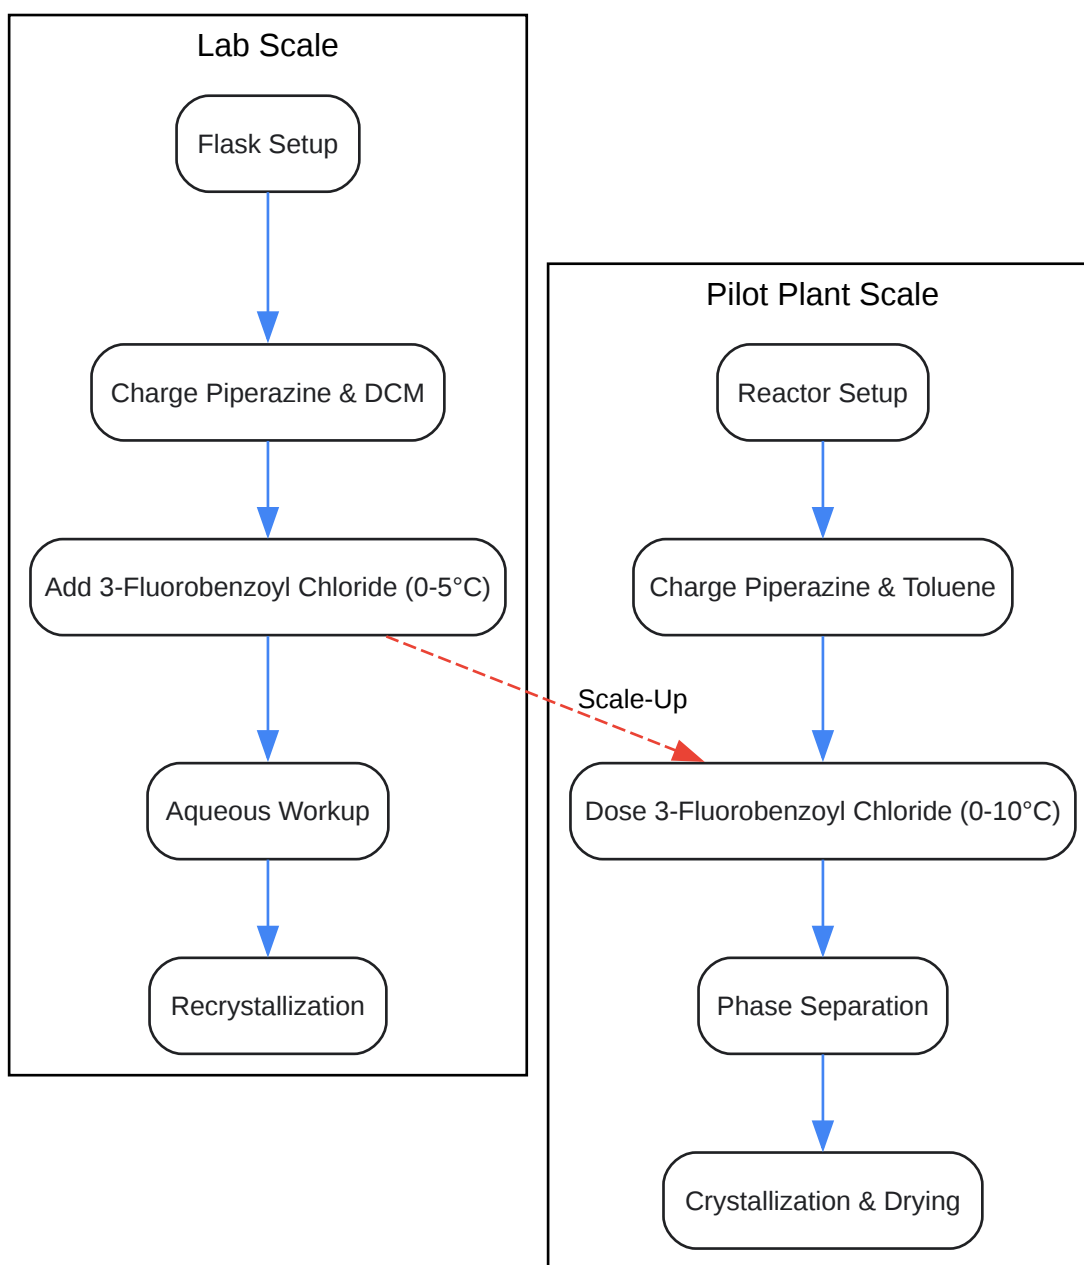 Lab Scale
Flask Setup
Charge Piperazine & DCM
Add 3-Fluorobenzoyl Chloride (0-5°C)
Aqueous Workup
Recrystallization
Scale-Up
Pilot Plant Scale
Reactor Setup
Charge Piperazine & Toluene
Dose 3-Fluorobenzoyl Chloride (0-10°C)
Phase Separation
Crystallization & Drying